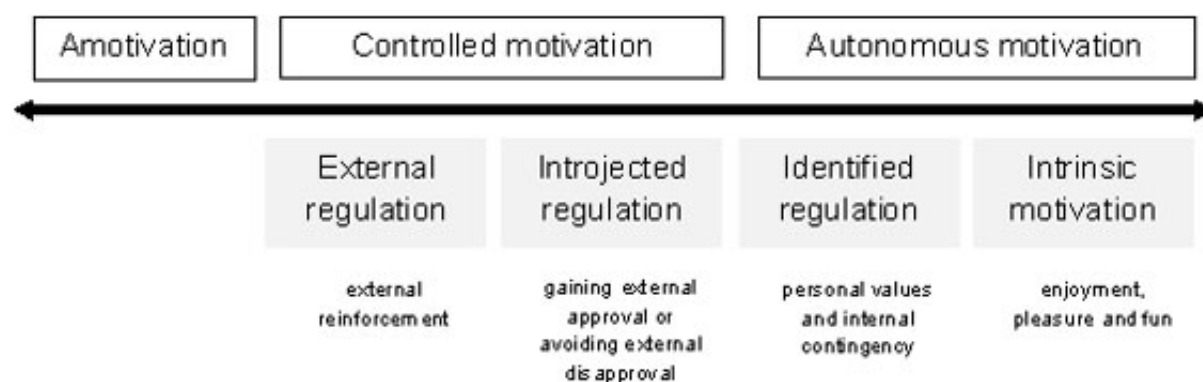 Amotivation
Controlled motivation
Autonomous motivation
External
regulation
Introjected
regulation
Identified
regulation
Intrinsic
motivation
external
reinforcement
gaining external
approval or
avoiding external
disapproval
personal values
and internal
contingency
enjoyment,
pleasure and fun